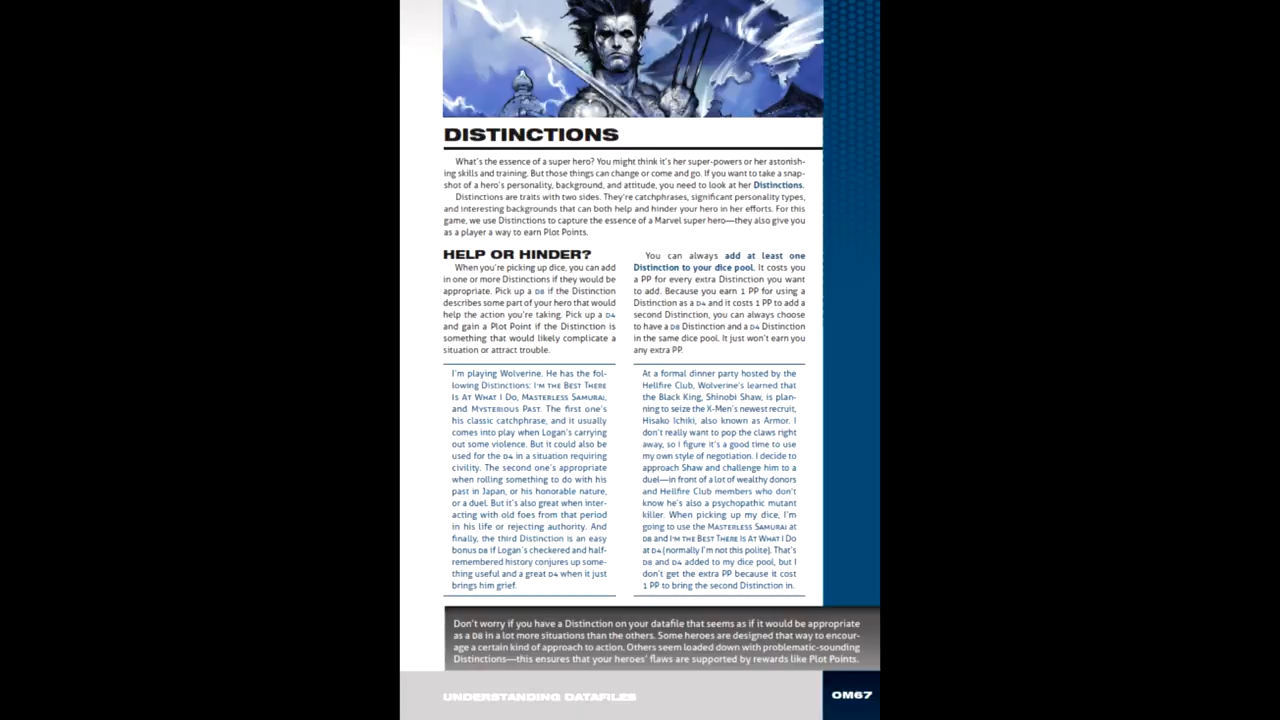 DISTINCTIONS
What's the essence of a super hero? You might think it's her super-powers or her astonish-
ing skills and training. But those things can change or come and go. If you want to take a snap-
shot of a hero's personality, background, and attitude, you need to look at her Distinctions.
Distinctions are traits with two sides. They're catchphrases, significant personality types,
and interesting backgrounds that can both help and hinder your hero in her efforts. For this
game, we use Distinctions to capture the essence of a Marvel super hero—they also give you
as a player a way to earn Plot Points.
HELP OR HINDER?
When you're picking up dice, you can add
in one or more Distinctions if they would be
appropriate. Pick up a D8 if the Distinction
describes some part of your hero that would
help the action you're taking. Pick up a D4
and gain a Plot Point if the Distinction is
something that would likely complicate a
situation or attract trouble.
I'm playing Wolverine. He has the fol-
lowing Distinctions: I'M THE BEST THERE
IS AT WHAT I DO, MASTERLESS SAMURAI,
and MYSTERIOUS PAST. The first one's
his classic catchphrase, and it usually
comes into play when Logan's carrying
out some violence. But it could also be
used for the D4 in a situation requiring
civility. The second one's appropriate
when rolling something to do with his
past in Japan, or his honorable nature,
or a duel. But it's also great when inter-
acting with old foes from that period
in his life or rejecting authority. And
finally, the third Distinction is an easy
bonus D8 if Logan's checkered and half-
remembered history conjures up some-
thing useful and a great D4 when it just
brings him grief.
You can always add at least one
Distinction to your dice pool. It costs you
a PP for every extra Distinction you want
to add. Because you earn 1 PP for using a
Distinction as a D4 and it costs 1 PP to add a
second Distinction, you can always choose
to have a D8 Distinction and a D4 Distinction
in the same dice pool. It just won't earn you
any extra PP.
At a formal dinner party hosted by the
Hellfire Club, Wolverine's learned that
the Black King, Shinobi Shaw, is plan-
ning to seize the X-Men's newest recruit,
Hisako Ichiki, also known as Armor. I
don't really want to pop the claws right
away, so I figure it's a good time to use
my own style of negotiation. I decide to
approach Shaw and challenge him to a
duel—in front of a lot of wealthy donors
and Hellfire Club members who don't
know he's also a psychopathic mutant
killer. When picking up my dice, I'm
going to use the MASTERLESS SAMURAI at
D8 and I'M THE BEST THERE IS AT WHAT I DO
at D4 (normally I'm not this polite). That's
D8 and D4 added to my dice pool, but I
don't get the extra PP because it cost
1 PP to bring the second Distinction in.
Don't worry if you have a Distinction on your datafile that seems as if it would be appropriate
as a D8 in a lot more situations than the others. Some heroes are designed that way to encour-
age a certain kind of approach to action. Others seem loaded down with problematic-sounding
Distinctions—this ensures that your heroes' flaws are supported by rewards like Plot Points.
UNDERSTANDING DATAFILES
OM67